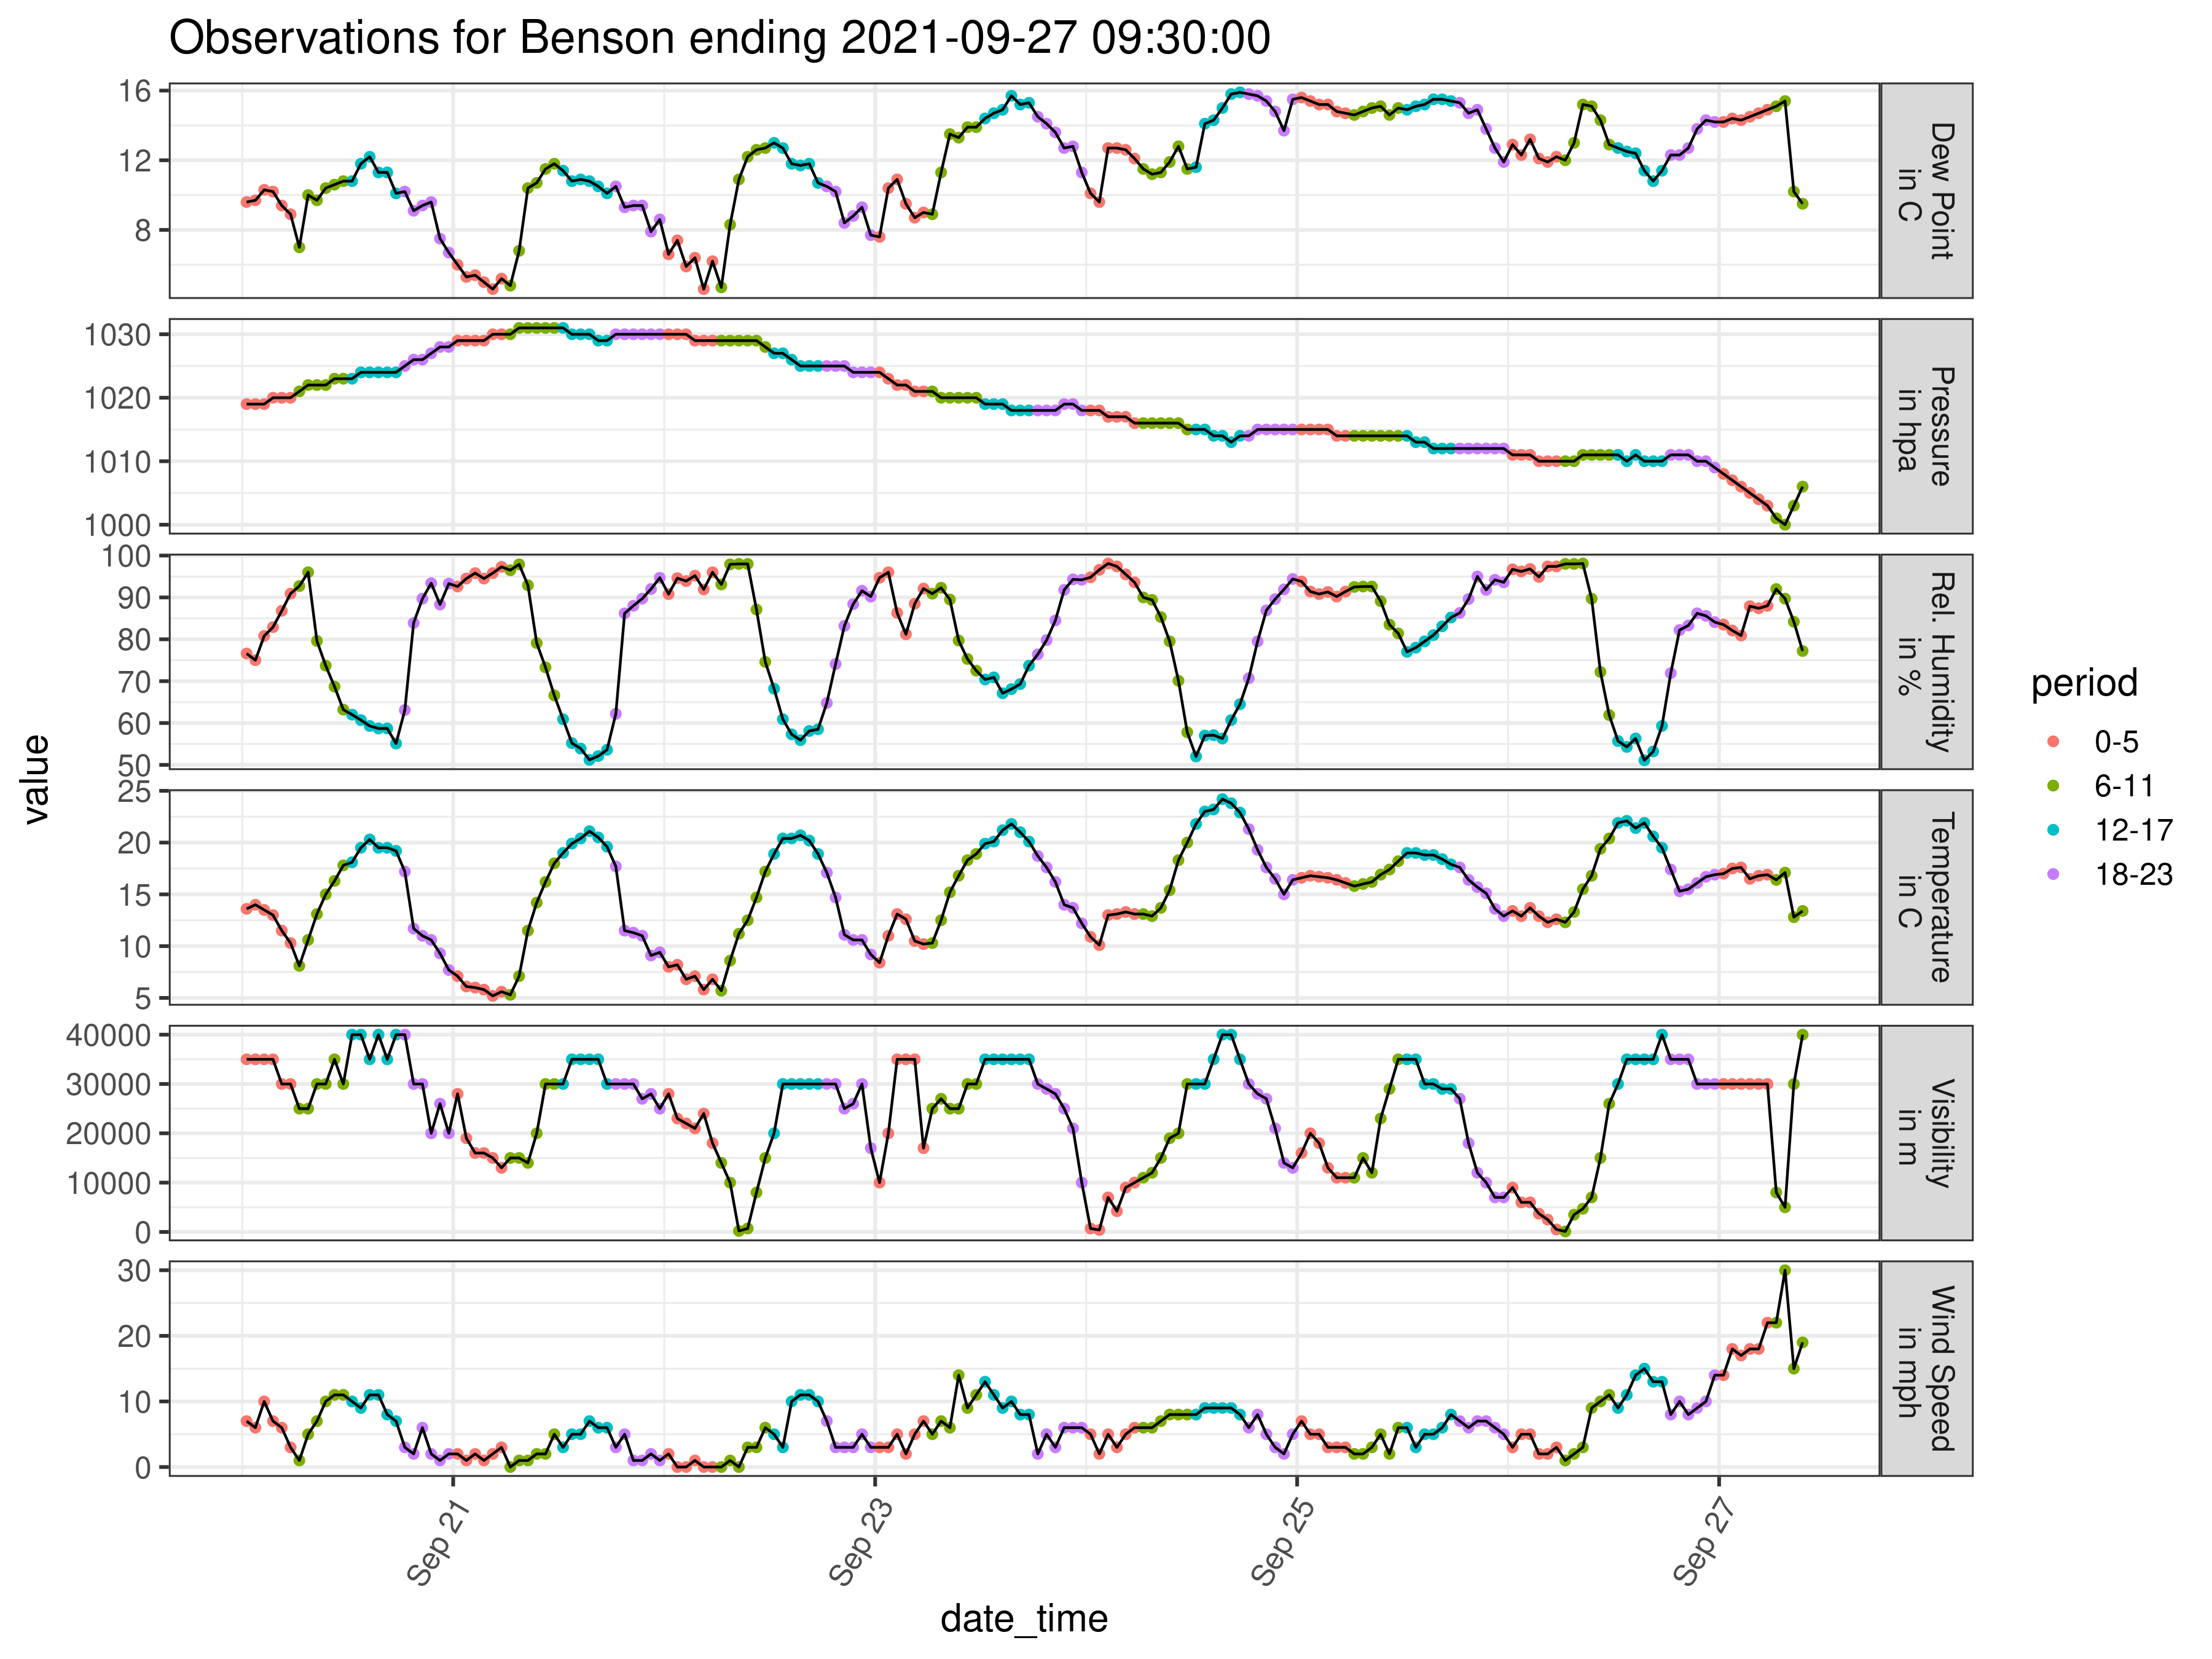 Observations for Benson ending 2021-09-27 09:30:00
16
12
8
Dew Point
in C
1030
1020
1010
1000
Pressure
in hpa
100
90
80
70
60
50
Rel. Humidity
in %
25
20
15
10
5
Temperature
in C
40000
30000
20000
10000
0
Visibility
in m
30
20
10
0
Wind Speed
in mph
value
Sep 21
Sep 23
Sep 25
Sep 27
date_time
period
0-5
6-11
12-17
18-23